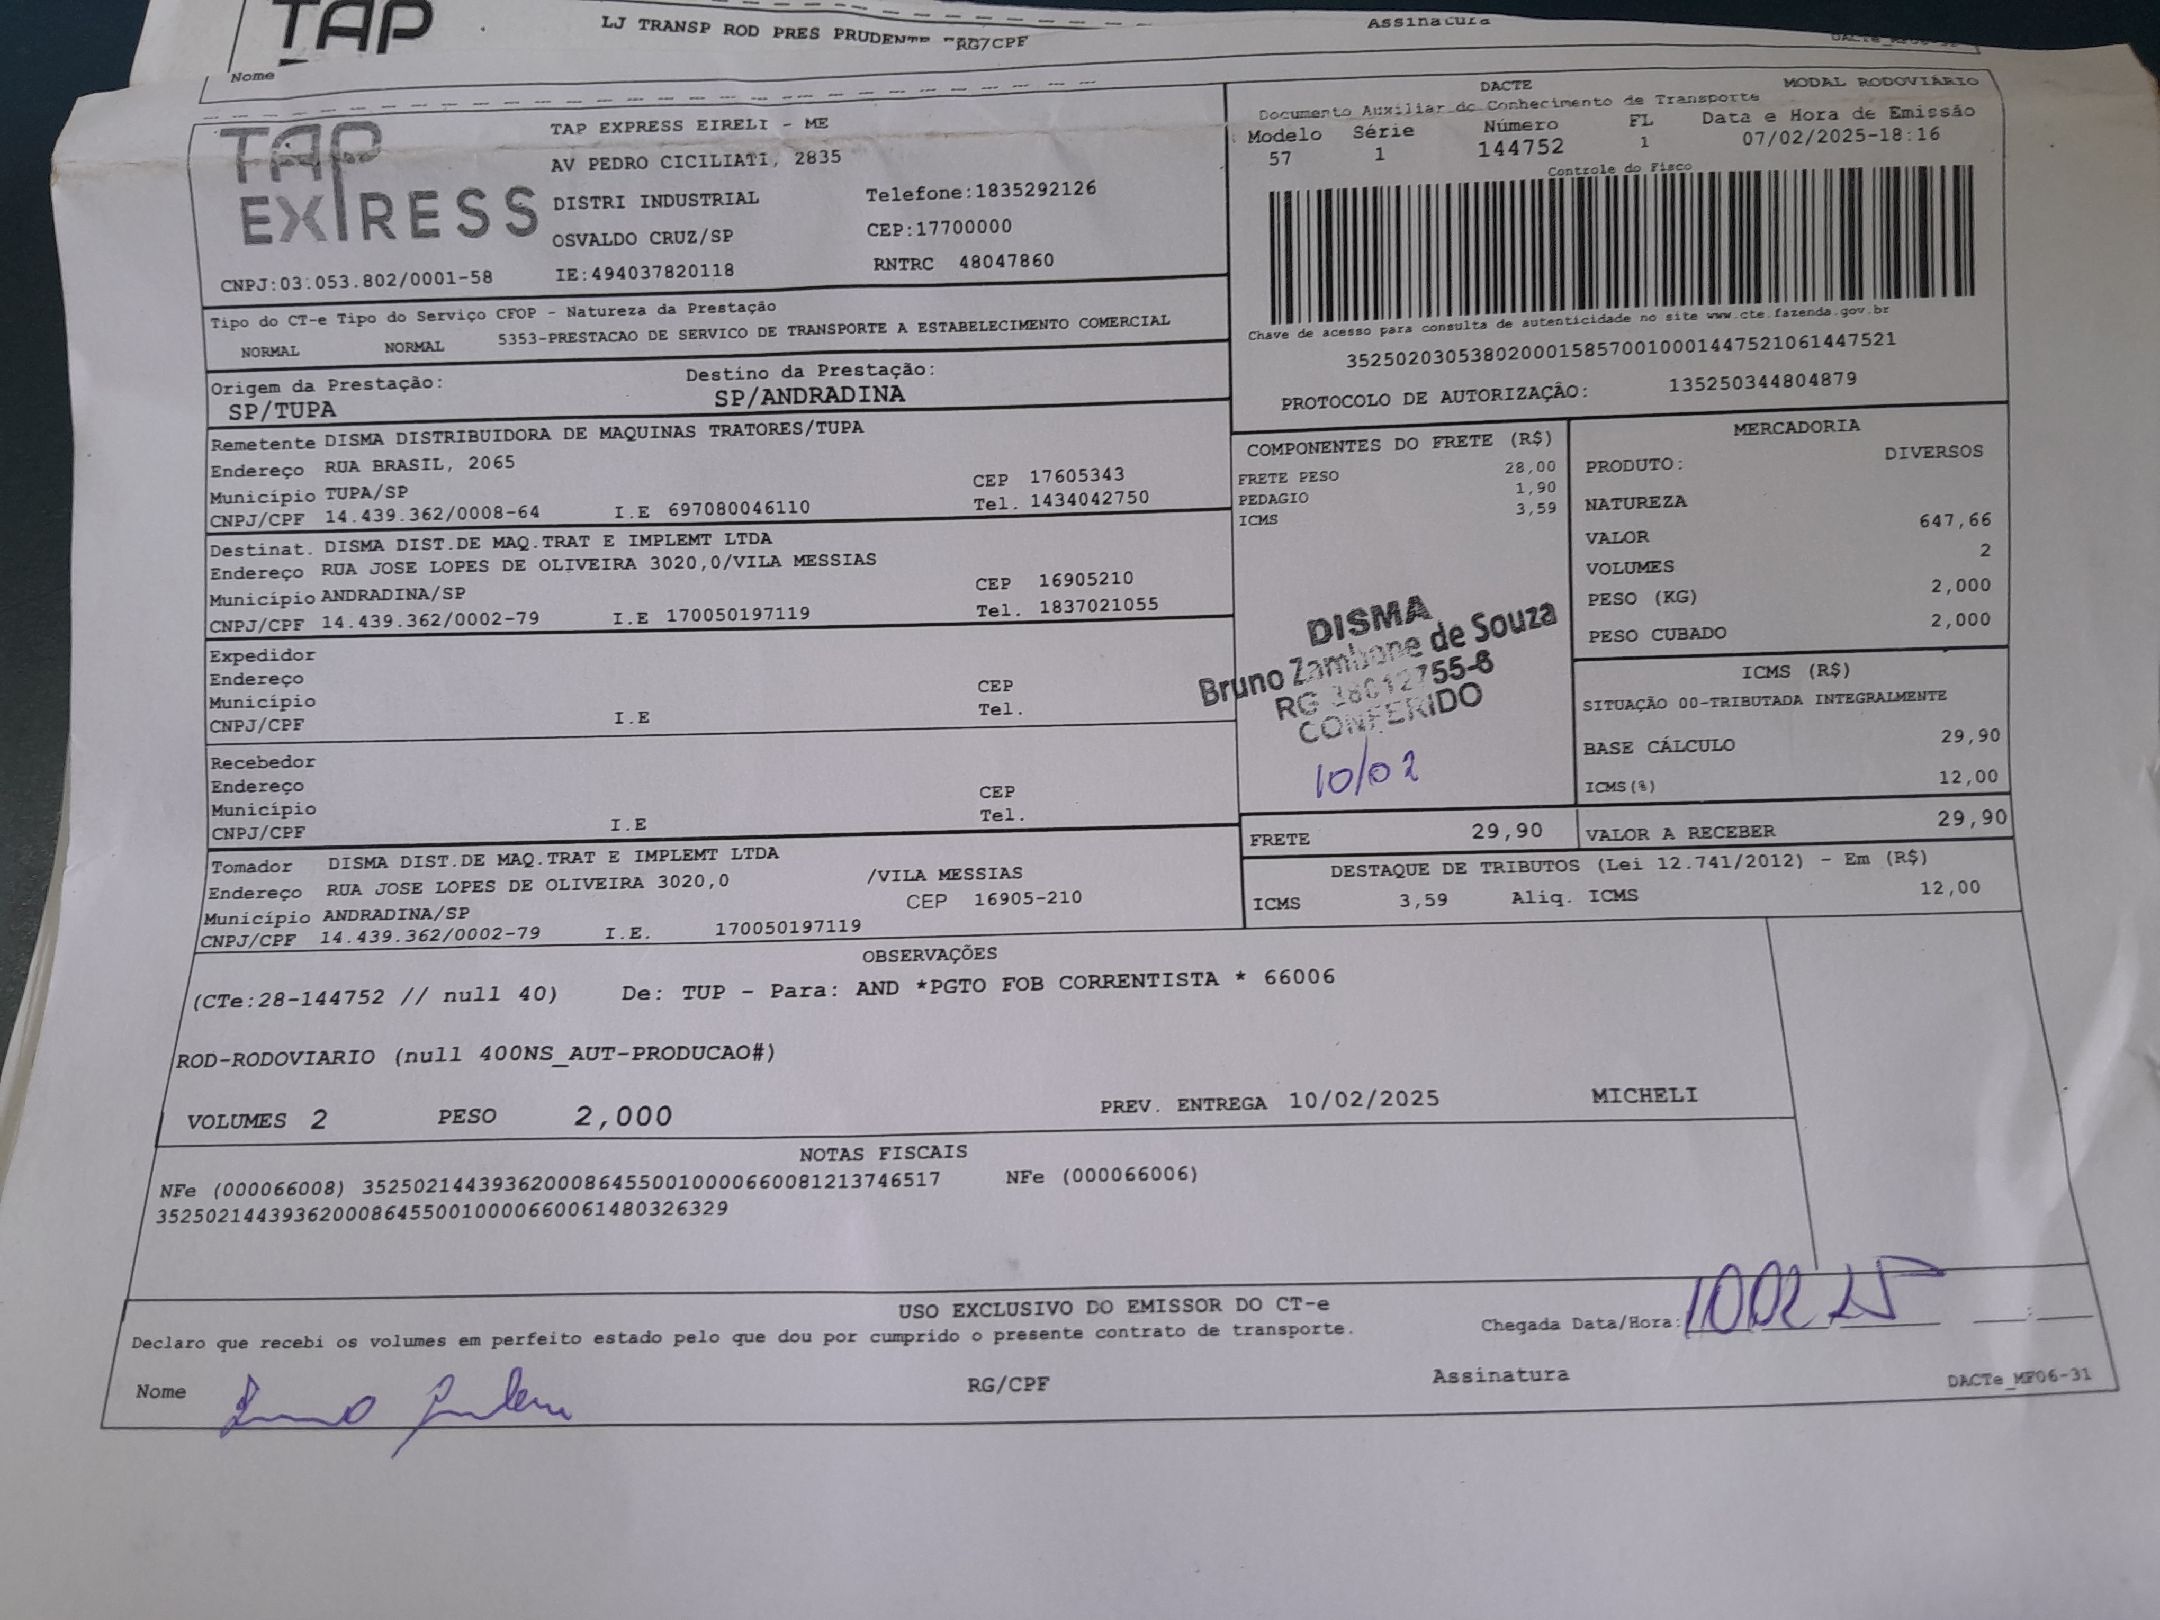 TAP
LJ TRANSP ROD PRES PRUDENTE
RG/CPF
Assinatura
Nome
TAP EXPRESS
TAP EXPRESS EIRELI - ME
AV PEDRO CICILIATI, 2835
DISTRI INDUSTRIAL Telefone:1835292126
OSVALDO CRUZ/SP CEP:17700000
CNPJ:03.053.802/0001-58 IE:494037820118 RNTRC 48047860
DACTE MODAL RODOVIÁRIO
Documento Auxiliar do Conhecimento de Transporte
Modelo Série Número FL Data e Hora de Emissão
57 1 144752 1 07/02/2025-18:16
Controle do Fisco
Chave de acesso para consulta de autenticidade no site www.cte.fazenda.gov.br
35250203053802000158570010001447521061447521
PROTOCOLO DE AUTORIZAÇÃO: 135250344804879
Tipo do CT-e Tipo do Serviço CFOP - Natureza da Prestação
NORMAL NORMAL 5353-PRESTACAO DE SERVICO DE TRANSPORTE A ESTABELECIMENTO COMERCIAL
Origem da Prestação: Destino da Prestação:
SP/TUPA SP/ANDRADINA
Remetente DISMA DISTRIBUIDORA DE MAQUINAS TRATORES/TUPA
Endereço RUA BRASIL, 2065 CEP 17605343
Município TUPA/SP Tel. 1434042750
CNPJ/CPF 14.439.362/0008-64 I.E 697080046110
Destinat. DISMA DIST.DE MAQ.TRAT E IMPLEMT LTDA
Endereço RUA JOSE LOPES DE OLIVEIRA 3020,0/VILA MESSIAS
Município ANDRADINA/SP CEP 16905210
CNPJ/CPF 14.439.362/0002-79 I.E 170050197119 Tel. 1837021055
Expedidor
Endereço CEP
Município Tel.
CNPJ/CPF I.E
Recebedor
Endereço CEP
Município Tel.
CNPJ/CPF I.E
Tomador DISMA DIST.DE MAQ.TRAT E IMPLEMT LTDA
Endereço RUA JOSE LOPES DE OLIVEIRA 3020,0 /VILA MESSIAS
Município ANDRADINA/SP CEP 16905-210
CNPJ/CPF 14.439.362/0002-79 I.E. 170050197119
COMPONENTES DO FRETE (R$)
FRETE PESO 28,00
PEDAGIO 1,90
ICMS 3,59
DISMA
Bruno Zambone de Souza
RG 38012755-8
CONFERIDO
10/02
FRETE 29,90
MERCADORIA
PRODUTO: DIVERSOS
NATUREZA
VALOR 647,66
VOLUMES 2
PESO (KG) 2,000
PESO CUBADO 2,000
ICMS (R$)
SITUAÇÃO 00-TRIBUTADA INTEGRALMENTE
BASE CÁLCULO 29,90
ICMS(%) 12,00
VALOR A RECEBER 29,90
DESTAQUE DE TRIBUTOS (Lei 12.741/2012) - Em (R$)
ICMS 3,59 Aliq. ICMS 12,00
OBSERVAÇÕES
(CTe:28-144752 // null 40) De: TUP - Para: AND *PGTO FOB CORRENTISTA * 66006
ROD-RODOVIARIO (null 400NS_AUT-PRODUCAO#)
VOLUMES 2 PESO 2,000 PREV. ENTREGA 10/02/2025 MICHELI
NOTAS FISCAIS
NFe (000066008) 35250214439362000864550010000660081213746517 NFe (000066006)
35250214439362000864550010000660061480326329
USO EXCLUSIVO DO EMISSOR DO CT-e
Declaro que recebi os volumes em perfeito estado pelo que dou por cumprido o presente contrato de transporte. Chegada Data/Hora: 10 02 25
Nome RG/CPF Assinatura DACTe_MF06-31